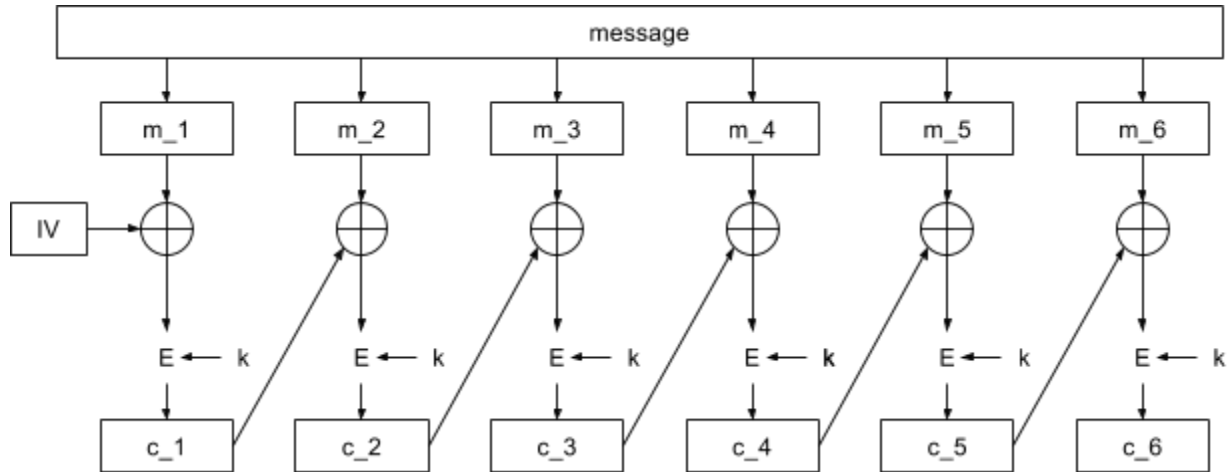 message
m_1 m_2 m_3 m_4 m_5 m_6
IV
E k E k E k E k E k E k
c_1 c_2 c_3 c_4 c_5 c_6